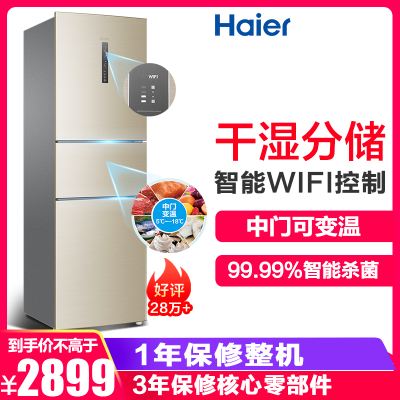 Haier
WIFI
干湿分储
智能WIFI控制
中门可变温
99.99%智能杀菌
中门
变温
5℃~-18℃
好评
28万+
到手价不高于
¥2899
1年保修整机
3年保修核心零部件